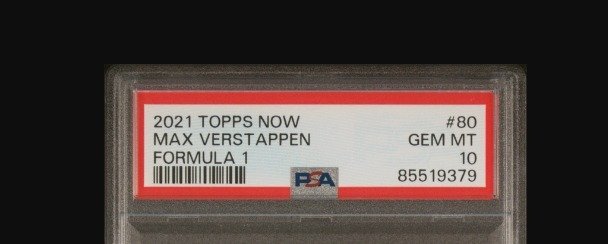 2021 TOPPS NOW #80
MAX VERSTAPPEN GEM MT
FORMULA 1 10
PSA 85519379